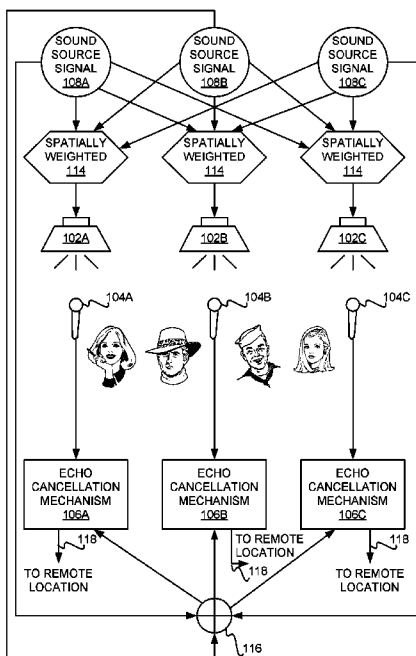 SOUND
SOURCE
SIGNAL
108A
SOUND
SOURCE
SIGNAL
108B
SOUND
SOURCE
SIGNAL
108C
SPATIALLY
WEIGHTED
114
SPATIALLY
WEIGHTED
114
SPATIALLY
WEIGHTED
114
102A
102B
102C
104A
104B
104C
ECHO
CANCELLATION
MECHANISM
106A
ECHO
CANCELLATION
MECHANISM
106B
ECHO
CANCELLATION
MECHANISM
106C
118
TO REMOTE
LOCATION
TO REMOTE
LOCATION
118
118
TO REMOTE
LOCATION
116